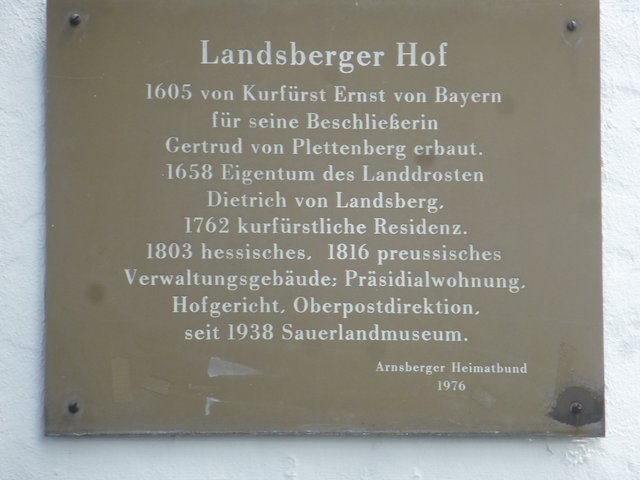 Landsberger Hof
1605 von Kurfürst Ernst von Bayern
für seine Beschließerin
Gertrud von Plettenberg erbaut.
1658 Eigentum des Landdrosten
Dietrich von Landsberg,
1762 kurfürstliche Residenz.
1803 hessisches, 1816 preussisches
Verwaltungsgebäude; Präsidialwohnung,
Hofgericht, Oberpostdirektion,
seit 1938 Sauerlandmuseum.
Arnsberger Heimatbund
1976